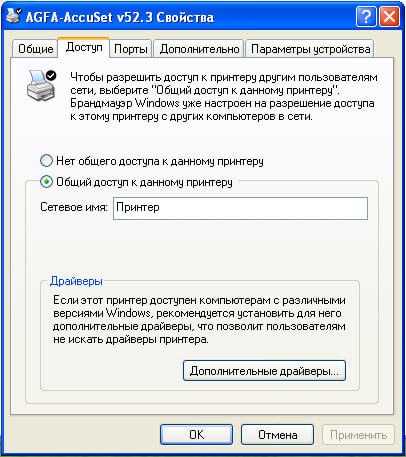 AGFA-AccuSet v52.3 Свойства
Общие Доступ Порты Дополнительно Параметры устройства
Чтобы разрешить доступ к принтеру другим пользователям
сети, выберите "Общий доступ к данному принтеру".
Брандмауэр Windows уже настроен на разрешение доступа
к этому принтеру с других компьютеров в сети.
Нет общего доступа к данному принтеру
Общий доступ к данному принтеру
Сетевое имя: Принтер
Драйверы
Если этот принтер доступен компьютерам с различными
версиями Windows, рекомендуется установить для него
дополнительные драйверы, что позволит пользователям
не искать драйверы принтера.
Дополнительные драйверы...
OK Отмена Применить